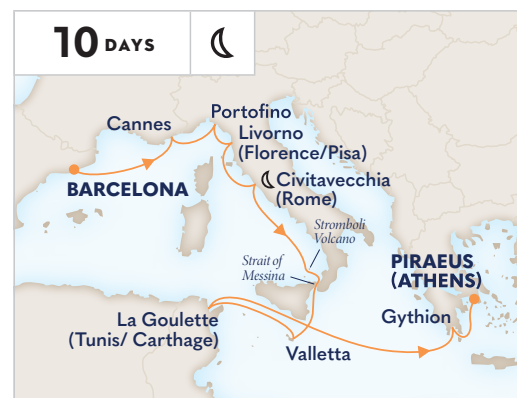 10 DAYS
Portofino
Cannes
Livorno
(Florence/Pisa)
BARCELONA
Civitavecchia
(Rome)
Stromboli
Volcano
Strait of
Messina
PIRAEUS
(ATHENS)
La Goulette
(Tunis/ Carthage)
Gythion
Valletta